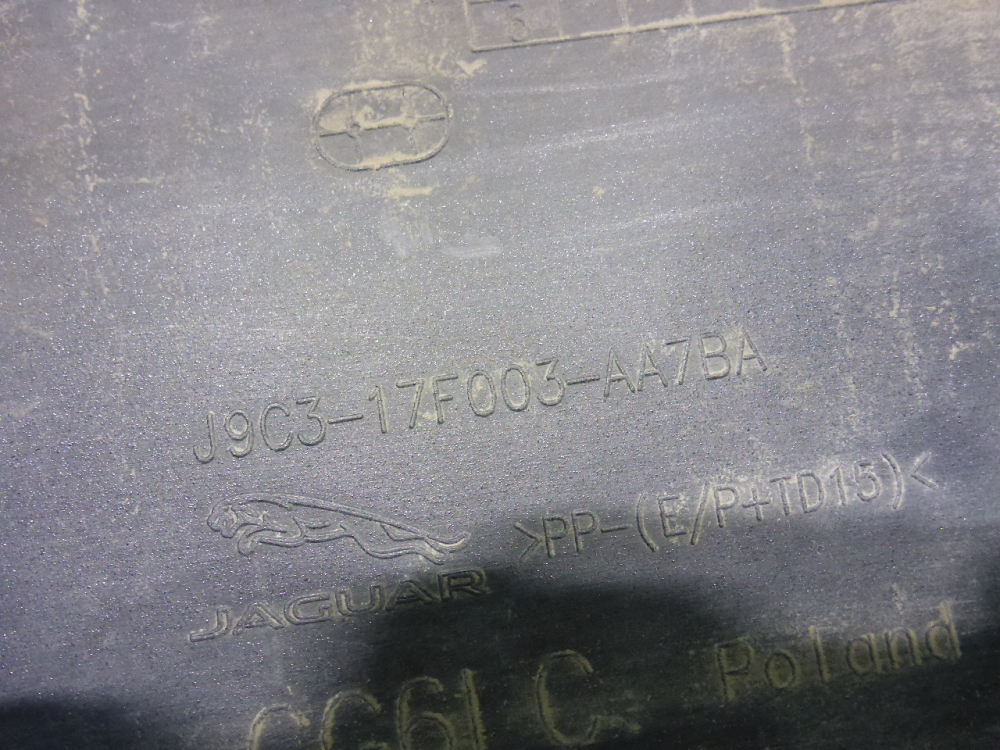 J9C3-17F003-AA7BA
>PP-(E/P+TD15)<
JAGUAR
Poland